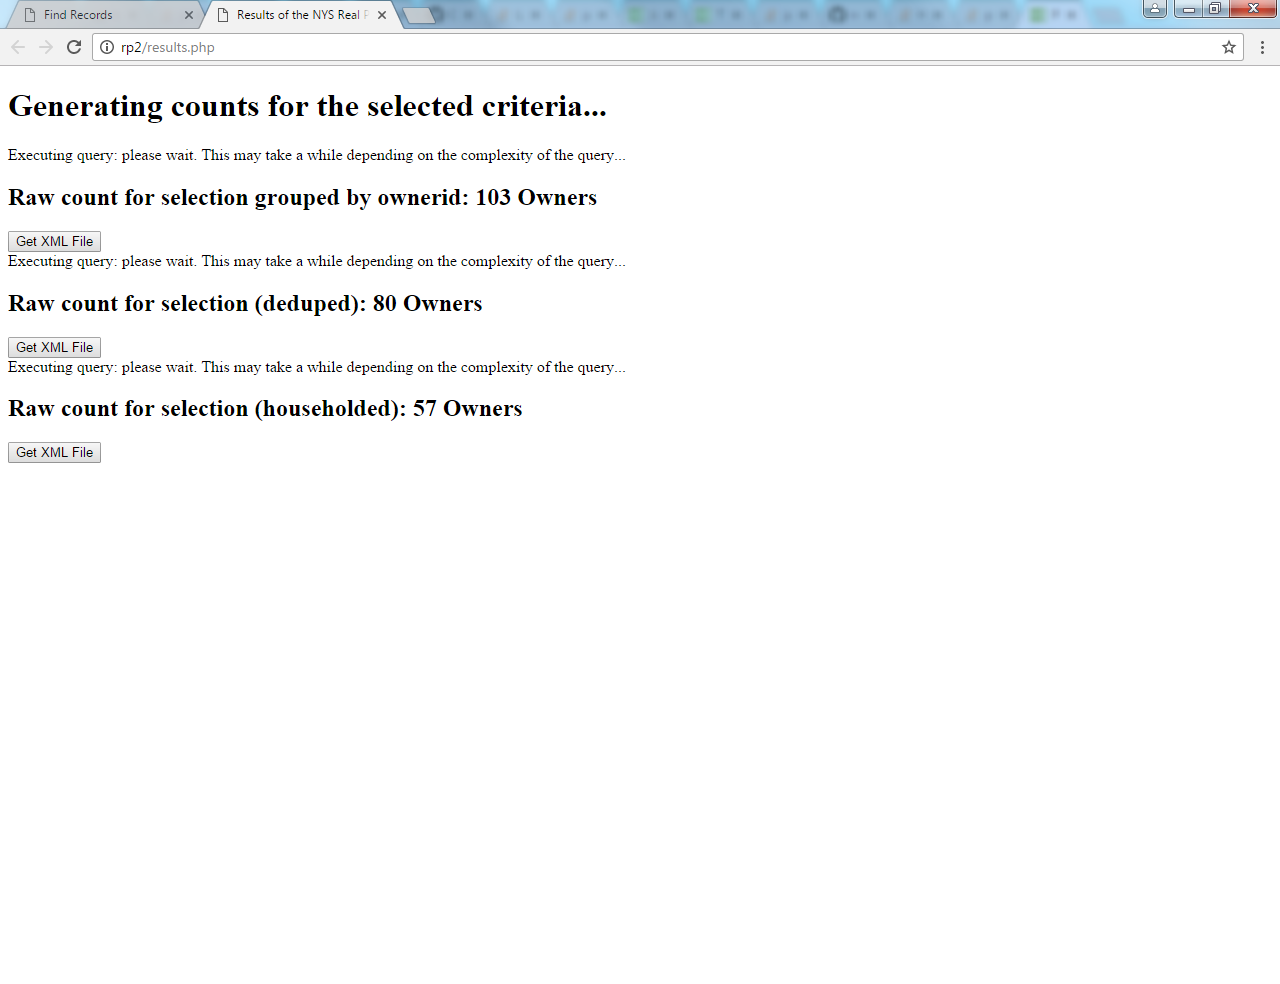 Find Records
Results of the NYS Real
rp2/results.php
Generating counts for the selected criteria...
Executing query: please wait. This may take a while depending on the complexity of the query...
Raw count for selection grouped by ownerid: 103 Owners
Get XML File
Executing query: please wait. This may take a while depending on the complexity of the query...
Raw count for selection (deduped): 80 Owners
Get XML File
Executing query: please wait. This may take a while depending on the complexity of the query...
Raw count for selection (householded): 57 Owners
Get XML File